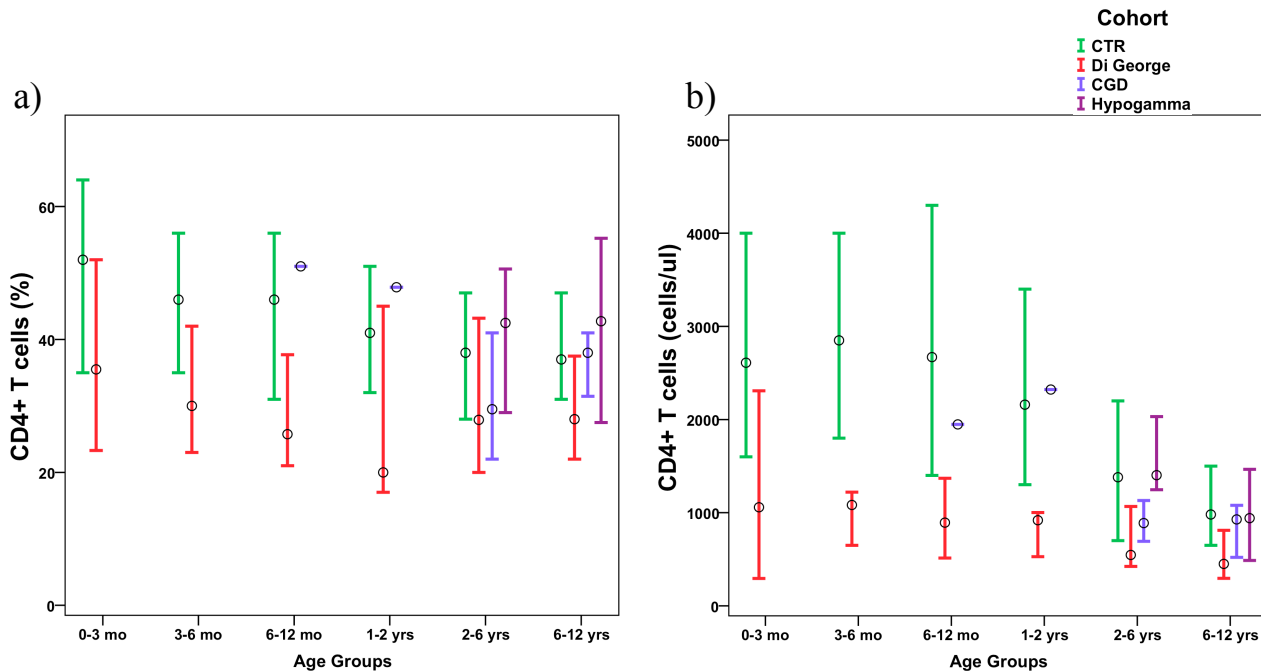 Cohort
CTR
Di George
CGD
Hypogamma
a)
CD4+ T cells (%)
60
40
20
0
0-3 mo 3-6 mo 6-12 mo 1-2 yrs 2-6 yrs 6-12 yrs
Age Groups
b)
CD4+ T cells (cells/ul)
5000
4000
3000
2000
1000
0
0-3 mo 3-6 mo 6-12 mo 1-2 yrs 2-6 yrs 6-12 yrs
Age Groups